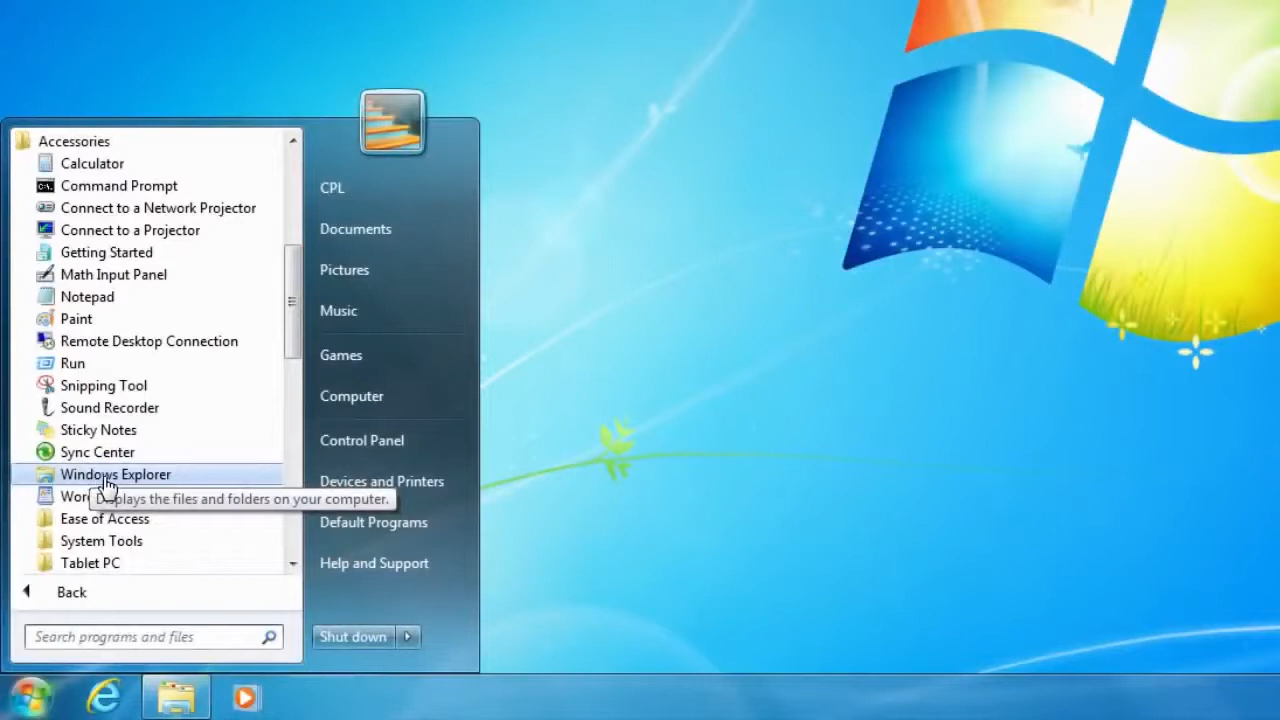 Accessories
Calculator
Command Prompt
Connect to a Network Projector
Connect to a Projector
Getting Started
Math Input Panel
Notepad
Paint
Remote Desktop Connection
Run
Snipping Tool
Sound Recorder
Sticky Notes
Sync Center
Windows Explorer
Wor
Displays the files and folders on your computer.
Ease of Access
System Tools
Tablet PC
Back
Search programs and files
CPL
Documents
Pictures
Music
Games
Computer
Control Panel
Devices and Printers
Default Programs
Help and Support
Shut down